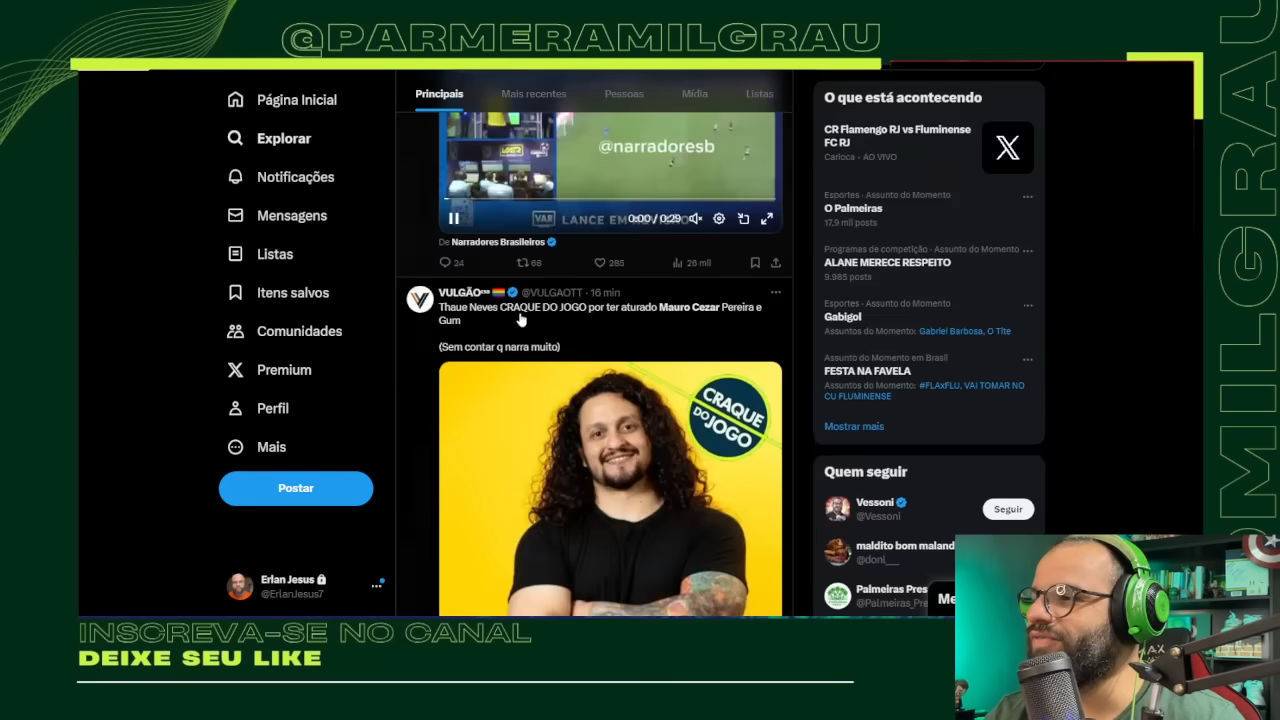 @PARMERAMILGRAU
OMILGRAU
Página Inicial
Explorar
Notificações
Mensagens
Listas
Itens salvos
Comunidades
Premium
Perfil
Mais
Postar
Erlan Jesus
@ErlanJesus7
Principais
Mais recentes
Pessoas
Mídia
Listas
@narradoresb
0:00 / 0:29
VAR LANCE EM
De Narradores Brasileiros
24
68
285
26 mil
VULGÃO @VULGAOTT · 16 min
Thaue Neves CRAQUE DO JOGO por ter aturado Mauro Cezar Pereira e
Gum
(Sem contar q narra muito)
CRAQUE
DO JOGO
O que está acontecendo
CR Flamengo RJ vs Fluminense
FC RJ
Carioca - AO VIVO
Esportes · Assunto do Momento
O Palmeiras
17,9 mil posts
Programas de competição · Assunto do Momento
ALANE MERECE RESPEITO
9.985 posts
Esportes · Assunto do Momento
Gabigol
Assuntos do Momento: Gabriel Barbosa, O Tite
Assunto do Momento em Brasil
FESTA NA FAVELA
Assuntos do Momento: #FLAxFLU, VAI TOMAR NO
CU FLUMINENSE
Mostrar mais
Quem seguir
Vessoni
@Vessoni
Seguir
maldito bom maland
@doni__
Palmeiras Pres
@Palmeiras_Pre
Me
INSCREVA-SE NO CANAL
DEIXE SEU LIKE